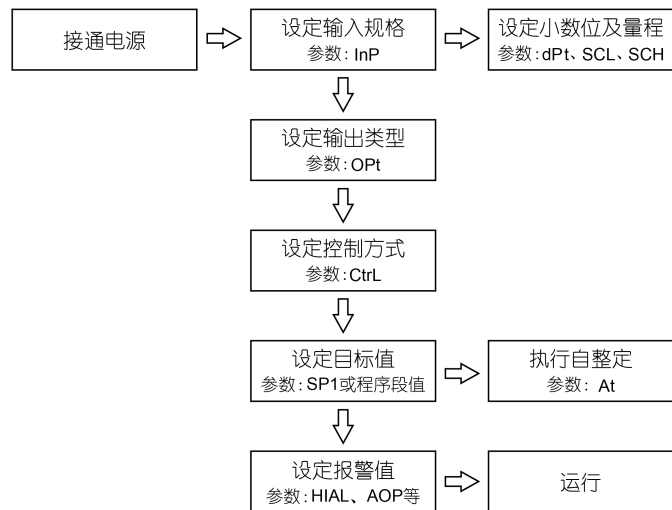 接通电源
设定输入规格
参数: InP
设定小数位及量程
参数:dPt、SCL、SCH
设定输出类型
参数: OPt
设定控制方式
参数:CtrL
设定目标值
参数: SP1或程序段值
执行自整定
参数: At
设定报警值
参数: HIAL、AOP等
运行